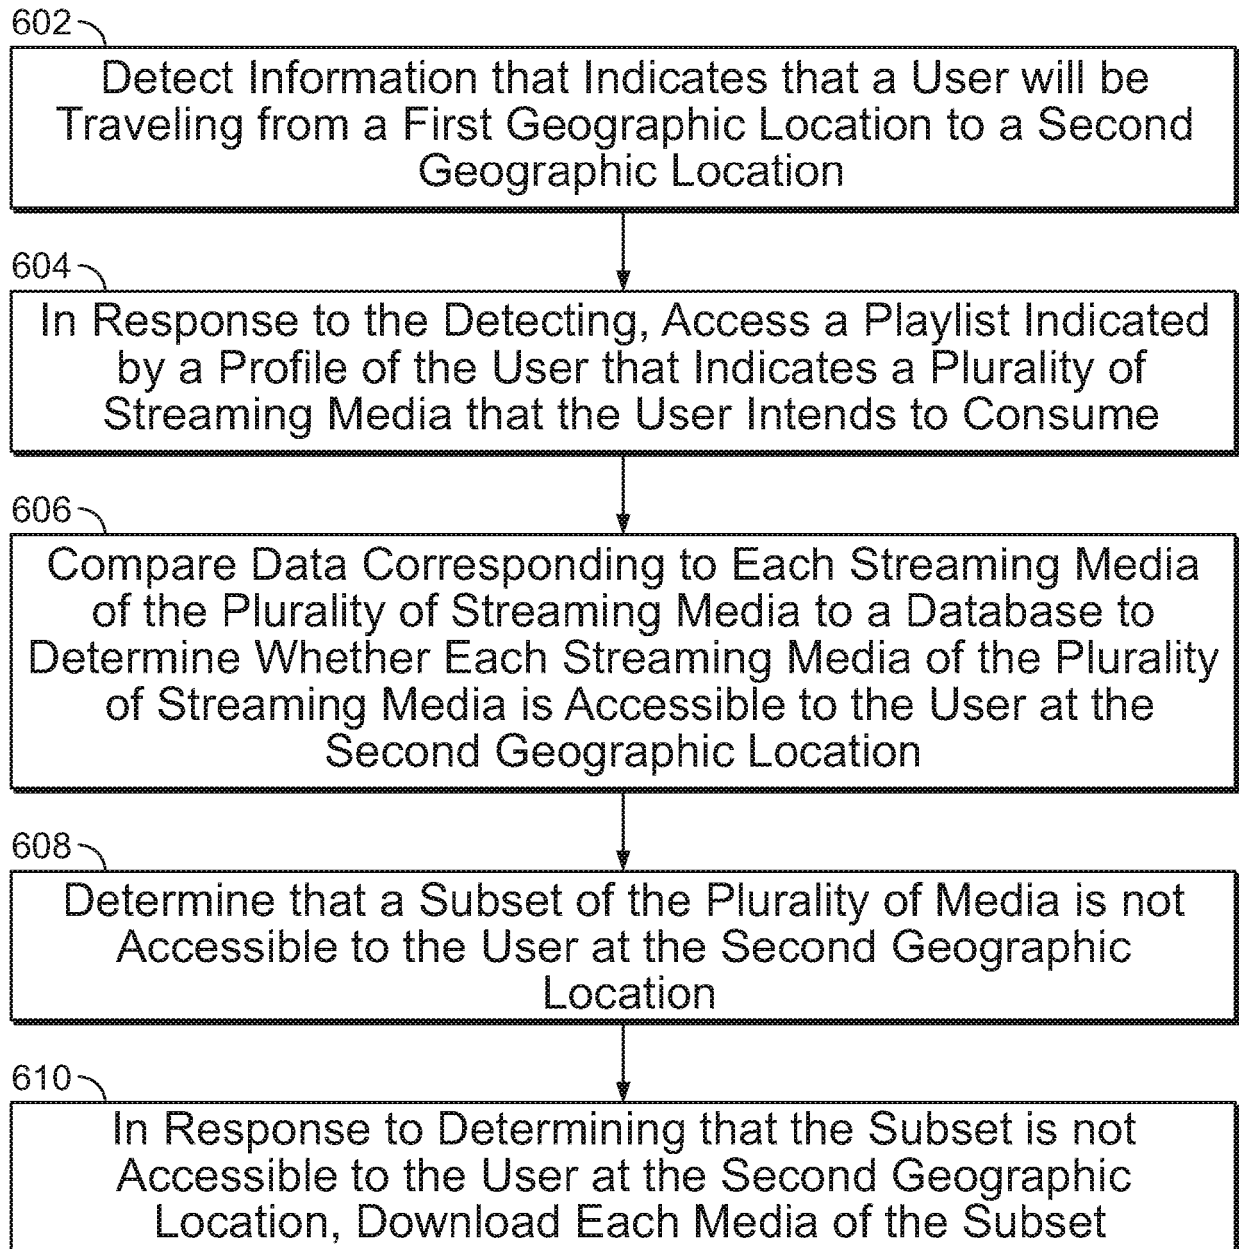 602
Detect Information that Indicates that a User will be
Traveling from a First Geographic Location to a Second
Geographic Location
604
In Response to the Detecting, Access a Playlist Indicated
by a Profile of the User that Indicates a Plurality of
Streaming Media that the User Intends to Consume
606
Compare Data Corresponding to Each Streaming Media
of the Plurality of Streaming Media to a Database to
Determine Whether Each Streaming Media of the Plurality
of Streaming Media is Accessible to the User at the
Second Geographic Location
608
Determine that a Subset of the Plurality of Media is not
Accessible to the User at the Second Geographic
Location
610
In Response to Determining that the Subset is not
Accessible to the User at the Second Geographic
Location, Download Each Media of the Subset